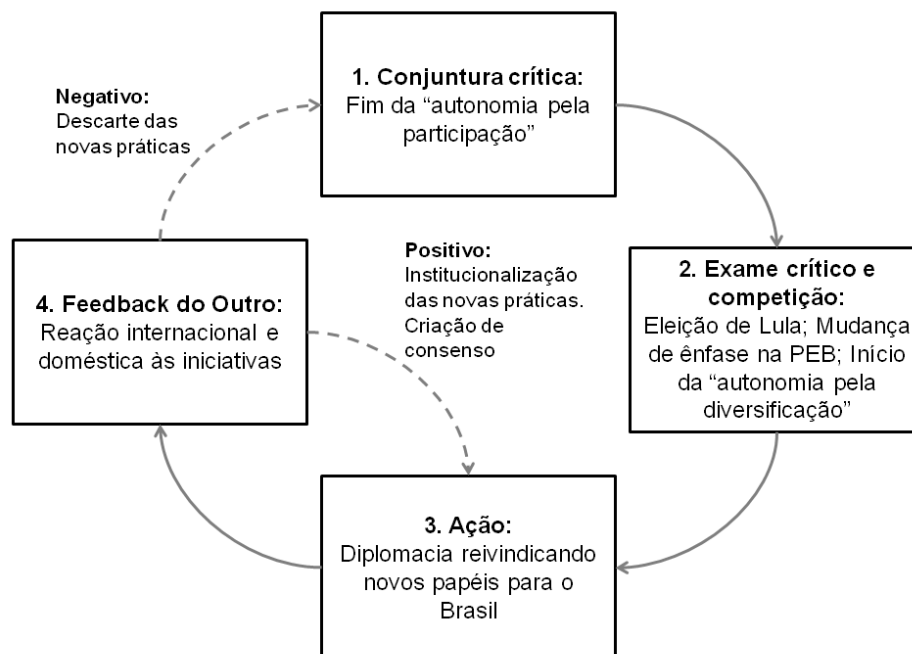 1. Conjuntura crítica:
Fim da “autonomia pela
participação”
Negativo:
Descarte das
novas práticas
Positivo:
Institucionalização
das novas práticas.
Criação de
consenso
2. Exame crítico e
competição:
Eleição de Lula; Mudança
de ênfase na PEB; Início
da “autonomia pela
diversificação”
4. Feedback do Outro:
Reação internacional e
doméstica às iniciativas
3. Ação:
Diplomacia reivindicando
novos papéis para o
Brasil